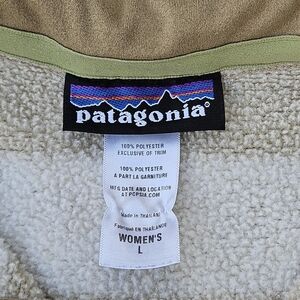 patagonia®
100% POLYESTER
EXCLUSIVE OF TRIM
100% POLYESTER
A PART LA GARNITURE
MFG DATE AND LOCATION
AT PCPSIA.COM
Made in THAILAND
Fabriqué EN THAILANDE
WOMEN'S
L